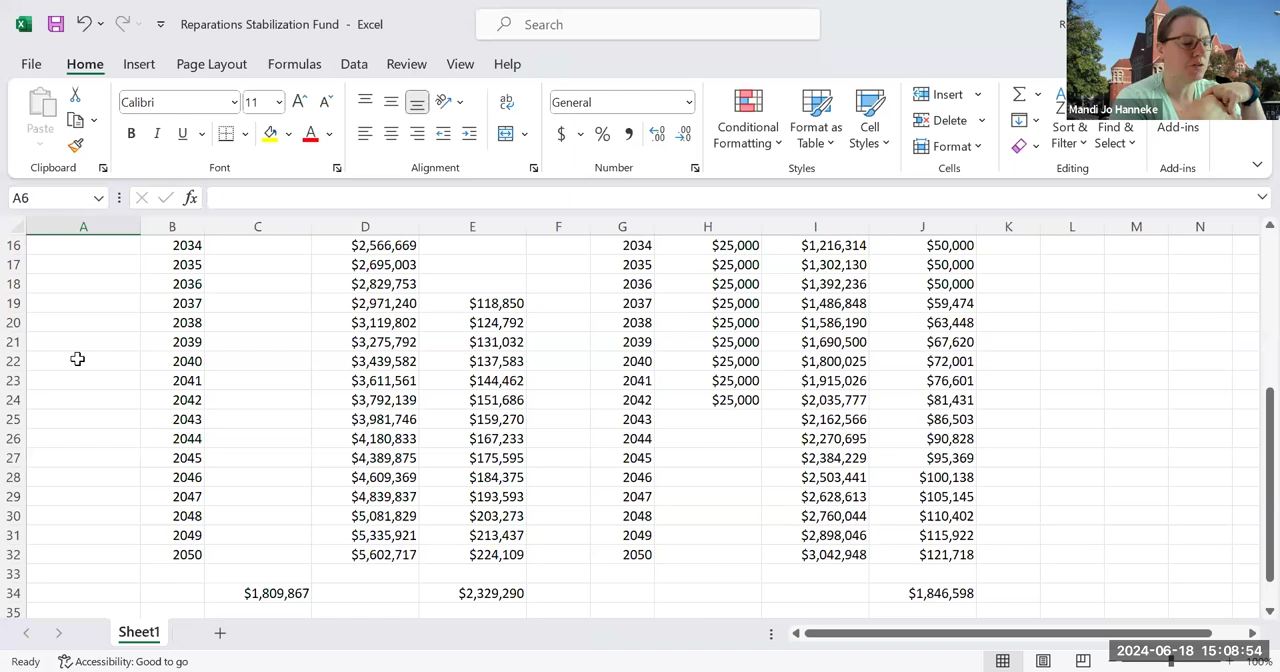 Reparations Stabilization Fund - Excel
Search
File Home Insert Page Layout Formulas Data Review View Help
Mandi Jo Hanneke
Paste
Clipboard
Calibri 11 A A
B I U A
Font
Alignment
General
$ % 9
Number
Conditional Formatting
Format as Table
Cell Styles
Styles
Insert
Delete
Format
Cells
Sort & Filter
Find & Select
Editing
Add-ins
Add-ins
A6 fx
A B C D E F G H I J K L M N
16 2034 $2,566,669 2034 $25,000 $1,216,314 $50,000
17 2035 $2,695,003 2035 $25,000 $1,302,130 $50,000
18 2036 $2,829,753 2036 $25,000 $1,392,236 $50,000
19 2037 $2,971,240 $118,850 2037 $25,000 $1,486,848 $59,474
20 2038 $3,119,802 $124,792 2038 $25,000 $1,586,190 $63,448
21 2039 $3,275,792 $131,032 2039 $25,000 $1,690,500 $67,620
22 2040 $3,439,582 $137,583 2040 $25,000 $1,800,025 $72,001
23 2041 $3,611,561 $144,462 2041 $25,000 $1,915,026 $76,601
24 2042 $3,792,139 $151,686 2042 $25,000 $2,035,777 $81,431
25 2043 $3,981,746 $159,270 2043 $2,162,566 $86,503
26 2044 $4,180,833 $167,233 2044 $2,270,695 $90,828
27 2045 $4,389,875 $175,595 2045 $2,384,229 $95,369
28 2046 $4,609,369 $184,375 2046 $2,503,441 $100,138
29 2047 $4,839,837 $193,593 2047 $2,628,613 $105,145
30 2048 $5,081,829 $203,273 2048 $2,760,044 $110,402
31 2049 $5,335,921 $213,437 2049 $2,898,046 $115,922
32 2050 $5,602,717 $224,109 2050 $3,042,948 $121,718
33
34 $1,809,867 $2,329,290 $1,846,598
35
Sheet1
Ready Accessibility: Good to go
2024-06-18 15:08:54
100%